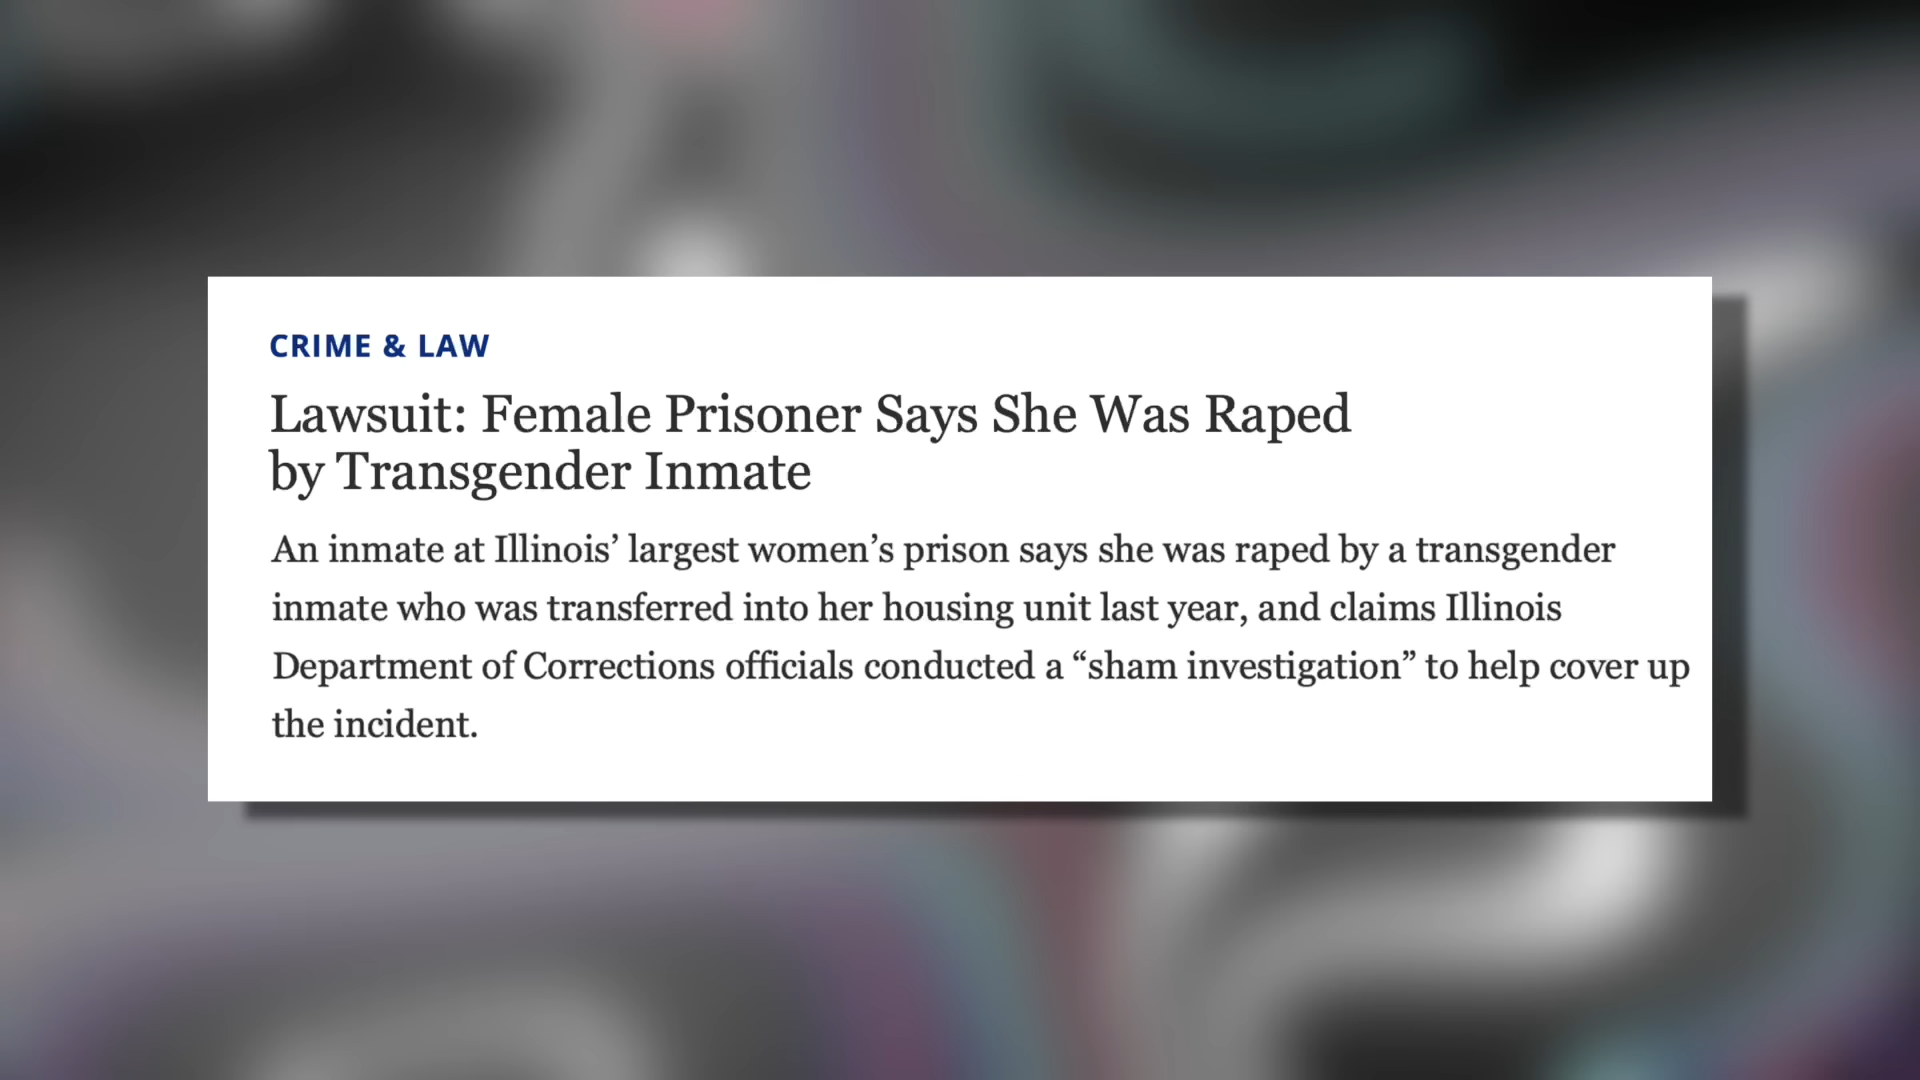 CRIME & LAW
Lawsuit: Female Prisoner Says She Was Raped
by Transgender Inmate
An inmate at Illinois’ largest women’s prison says she was raped by a transgender
inmate who was transferred into her housing unit last year, and claims Illinois
Department of Corrections officials conducted a “sham investigation” to help cover up
the incident.